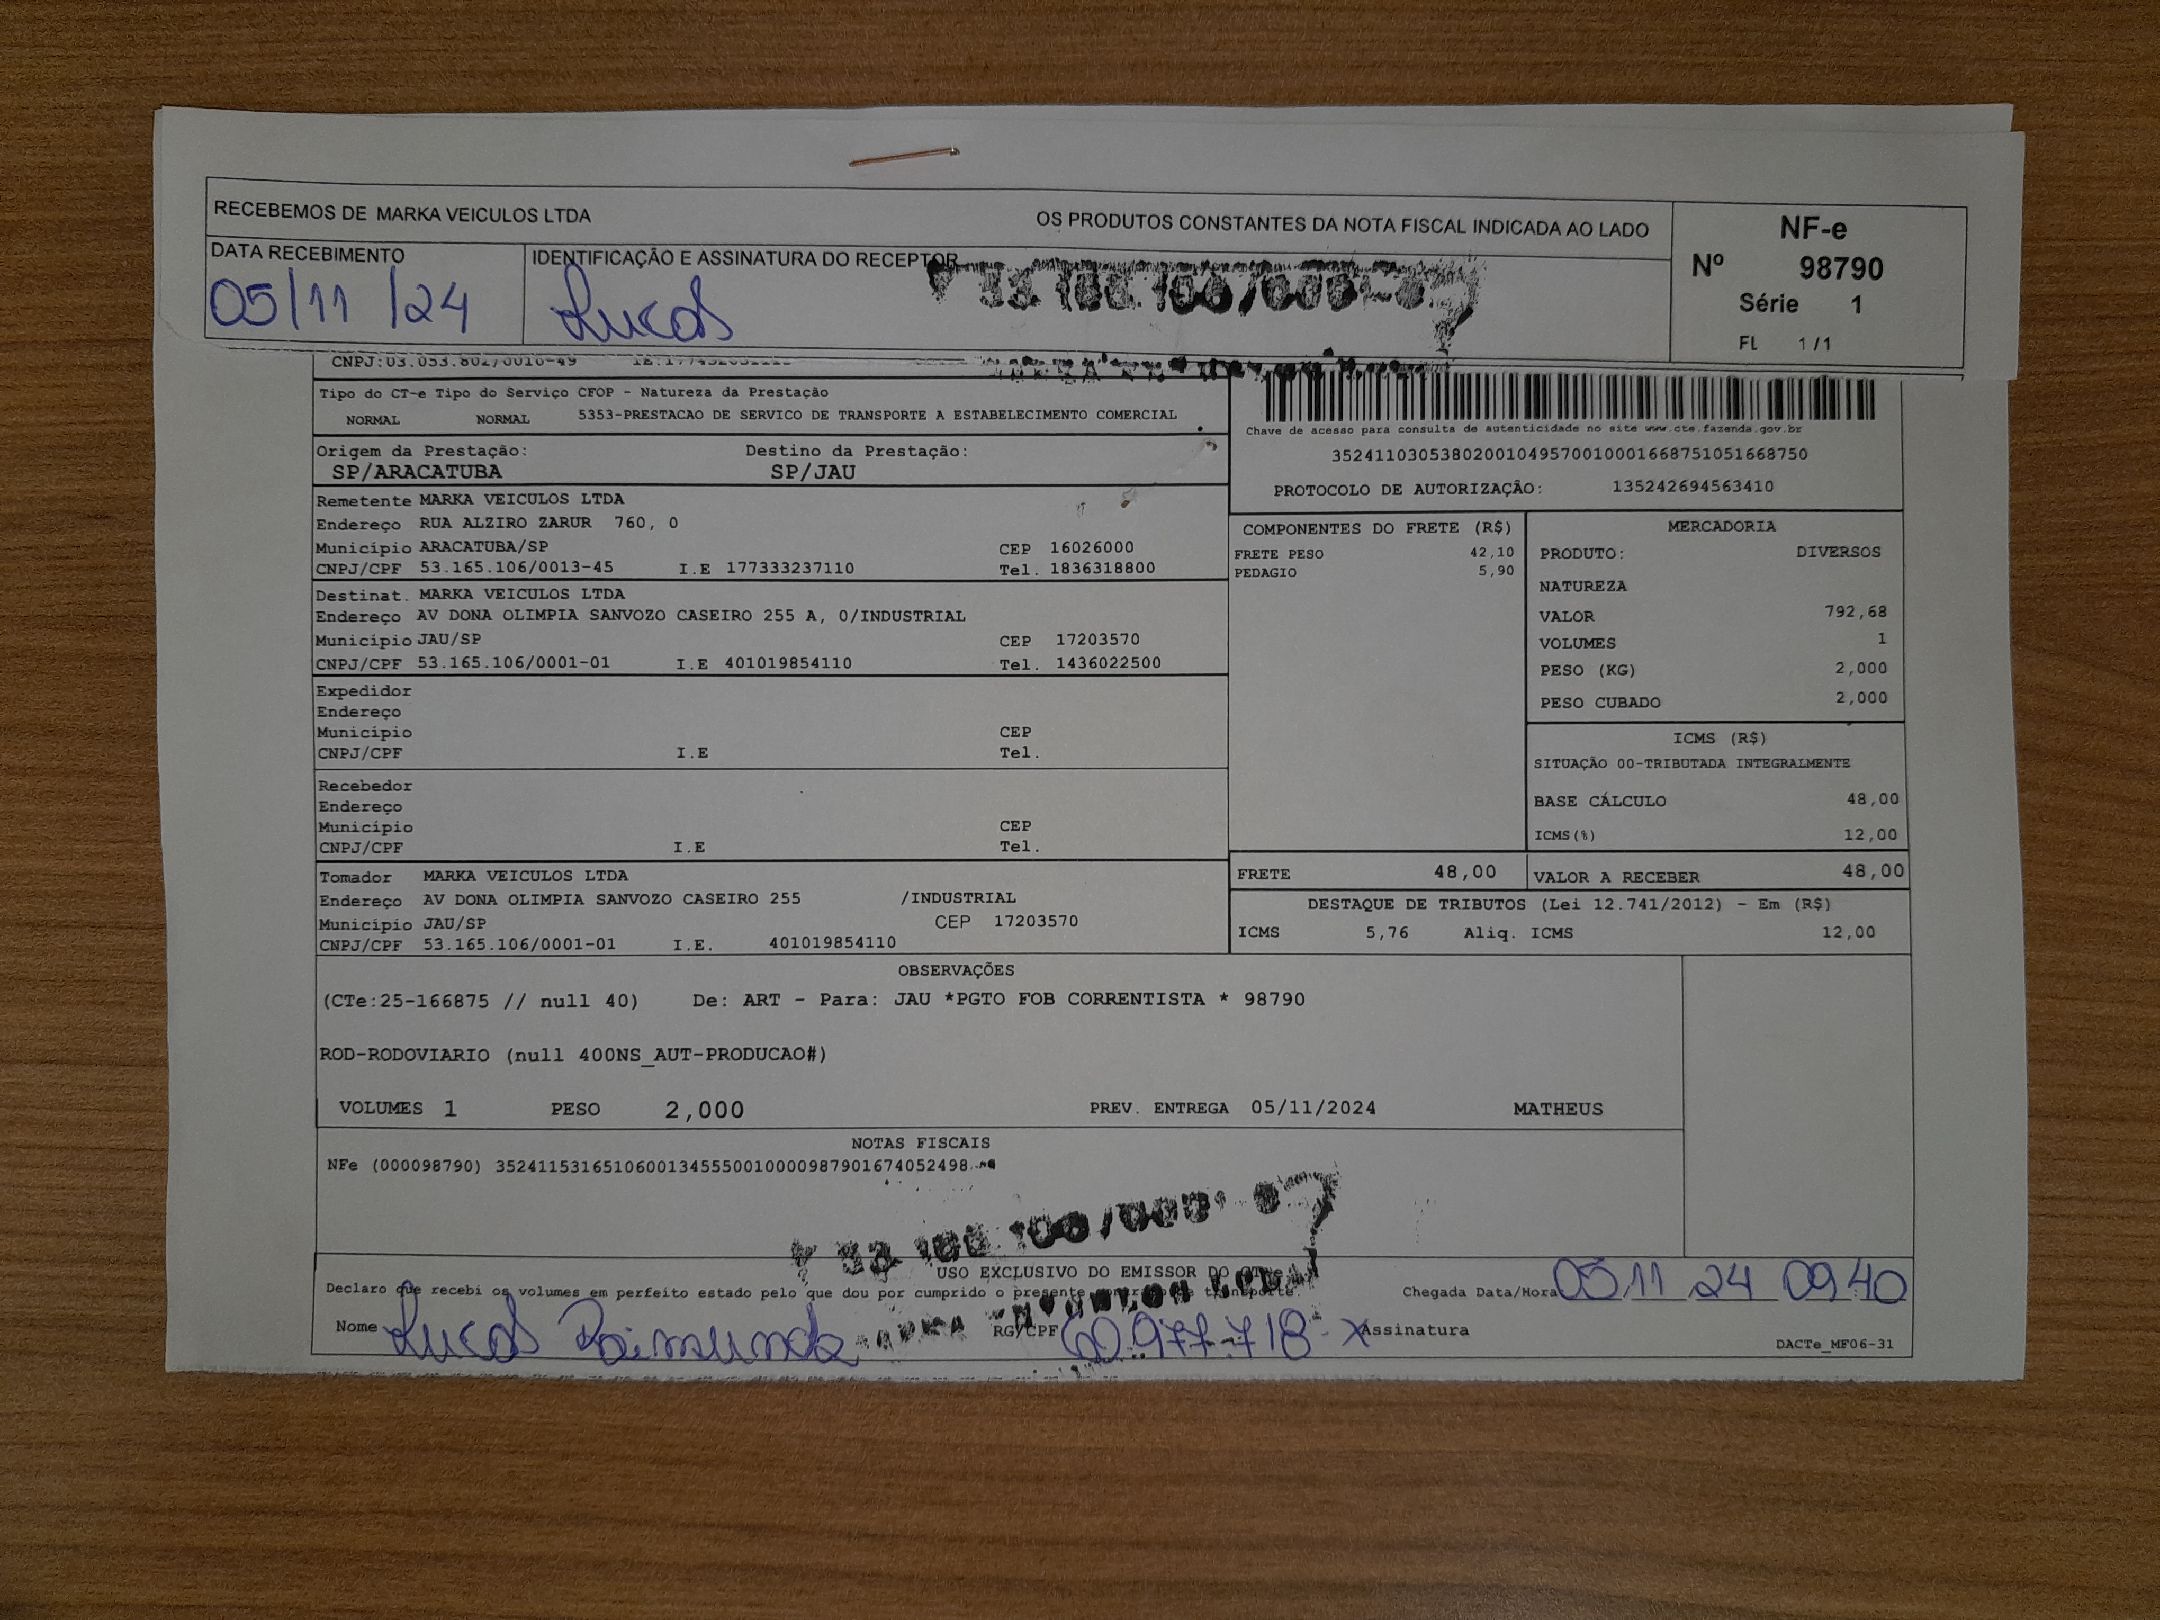 RECEBEMOS DE MARKA VEICULOS LTDA OS PRODUTOS CONSTANTES DA NOTA FISCAL INDICADA AO LADO
NF-e
Nº 98790
Série 1
FL 1 /1
DATA RECEBIMENTO IDENTIFICAÇÃO E ASSINATURA DO RECEPTOR
05/11/24 Lucas
CNPJ:03.053.802/0010-49
Tipo do CT-e Tipo do Serviço CFOP - Natureza da Prestação
NORMAL NORMAL 5353-PRESTACAO DE SERVICO DE TRANSPORTE A ESTABELECIMENTO COMERCIAL
Chave de acesso para consulta de autenticidade no site www.cte.fazenda.gov.br
35241103053802001049570010001668751051668750
PROTOCOLO DE AUTORIZAÇÃO: 135242694563410
Origem da Prestação: Destino da Prestação:
SP/ARACATUBA SP/JAU
Remetente MARKA VEICULOS LTDA
Endereço RUA ALZIRO ZARUR 760, 0
Município ARACATUBA/SP CEP 16026000
CNPJ/CPF 53.165.106/0013-45 I.E 177333237110 Tel. 1836318800
Destinat. MARKA VEICULOS LTDA
Endereço AV DONA OLIMPIA SANVOZO CASEIRO 255 A, 0/INDUSTRIAL
Município JAU/SP CEP 17203570
CNPJ/CPF 53.165.106/0001-01 I.E 401019854110 Tel. 1436022500
Expedidor
Endereço
Município CEP
CNPJ/CPF I.E Tel.
Recebedor
Endereço
Município CEP
CNPJ/CPF I.E Tel.
Tomador MARKA VEICULOS LTDA
Endereço AV DONA OLIMPIA SANVOZO CASEIRO 255 /INDUSTRIAL
Município JAU/SP CEP 17203570
CNPJ/CPF 53.165.106/0001-01 I.E. 401019854110
COMPONENTES DO FRETE (R$)
FRETE PESO 42,10
PEDAGIO 5,90
MERCADORIA
PRODUTO: DIVERSOS
NATUREZA
VALOR 792,68
VOLUMES 1
PESO (KG) 2,000
PESO CUBADO 2,000
ICMS (R$)
SITUAÇÃO 00-TRIBUTADA INTEGRALMENTE
BASE CÁLCULO 48,00
ICMS(%) 12,00
FRETE 48,00 VALOR A RECEBER 48,00
DESTAQUE DE TRIBUTOS (Lei 12.741/2012) - Em (R$)
ICMS 5,76 Aliq. ICMS 12,00
OBSERVAÇÕES
(CTe:25-166875 // null 40) De: ART - Para: JAU *PGTO FOB CORRENTISTA * 98790
ROD-RODOVIARIO (null 400NS_AUT-PRODUCAO#)
VOLUMES 1 PESO 2,000 PREV. ENTREGA 05/11/2024 MATHEUS
NOTAS FISCAIS
NFe (000098790) 35241153165106001345550010000987901674052498
USO EXCLUSIVO DO EMISSOR DO
Declaro que recebi os volumes em perfeito estado pelo que dou por cumprido o presente transporte
Chegada Data/Hora 05 11 24 09 40
Nome Lucas Raimundo RG/CPF 60.977.718-X Assinatura
DACTe_MF06-31